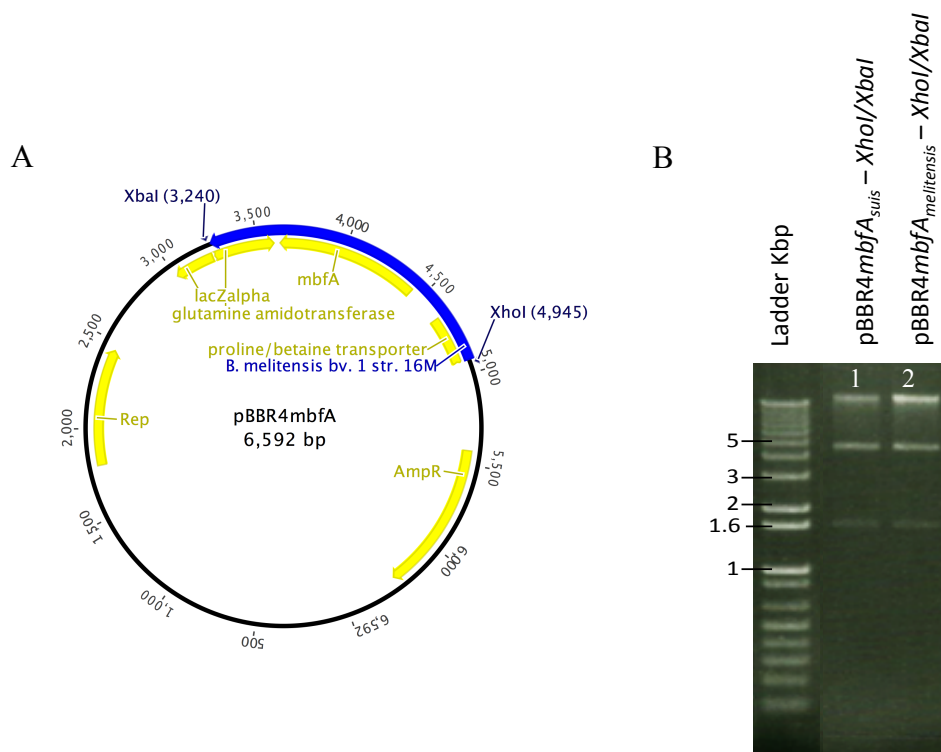 A
XbaI (3,240)
3,500
4,000
3,000
4,500
mbfA
lacZalpha
glutamine amidotransferase
XhoI (4,945)
2,500
proline/betaine transporter
B. melitensis bv. 1 str. 16M
5,000
Rep
2,000
pBBR4mbfA
6,592 bp
AmpR
5,500
1,500
6,000
1,000
6,592
500
B
Ladder Kbp
pBBR4mbfAsuis – XhoI/XbaI
pBBR4mbfAmelitensis – XhoI/XbaI
1 2
5
3
2
1.6
1